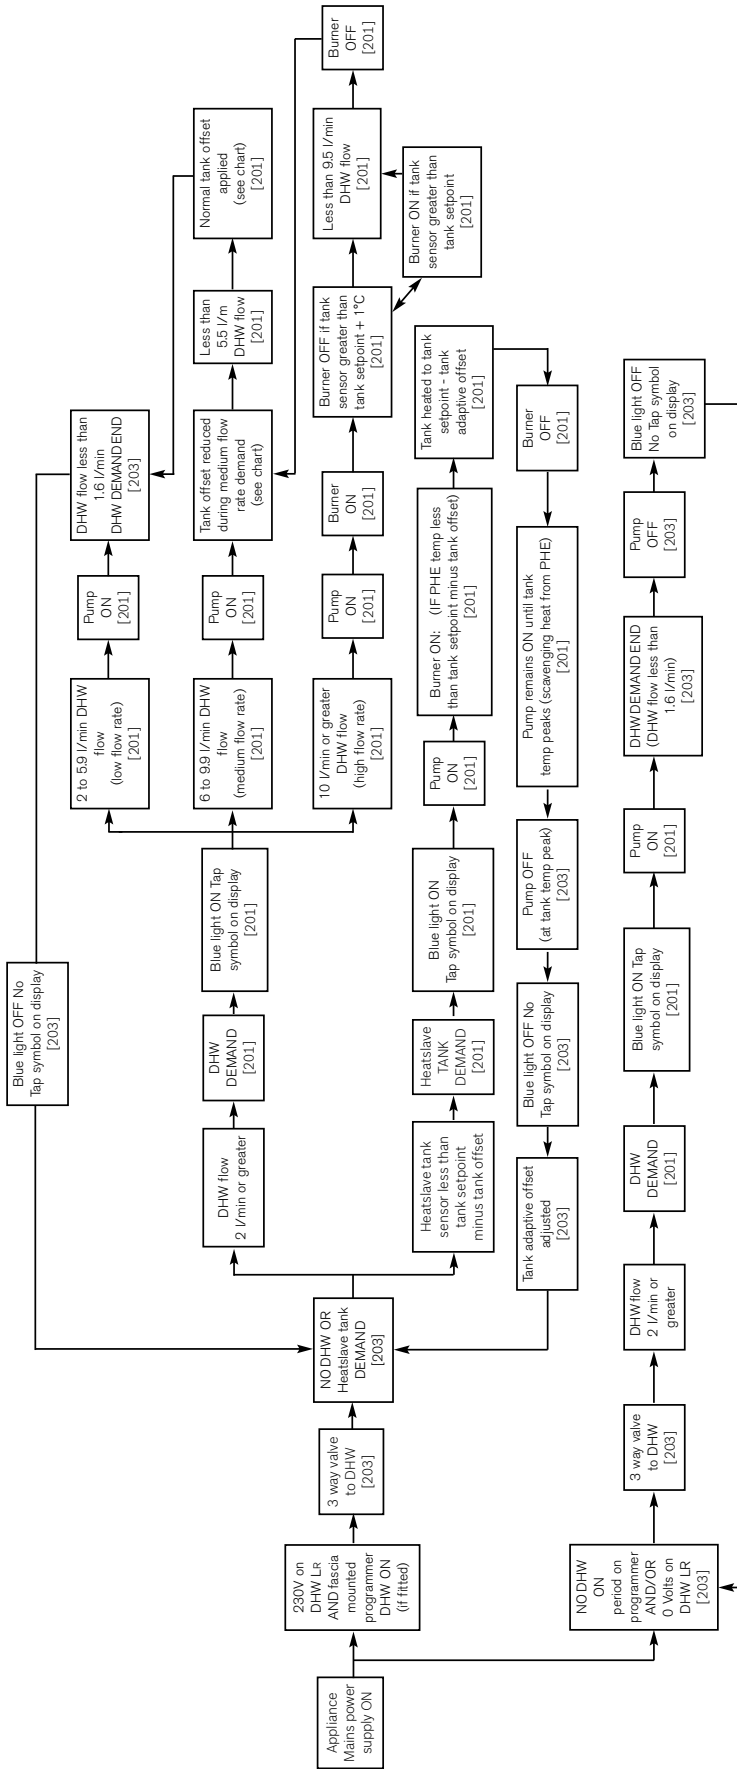 Appliance
Mains power
supply ON
230V on
DHW LR
AND fascia
mounted
programmer
DHW ON
(if fitted)
3 way valve
to DHW
[203]
NO DHW OR
Heatslave tank
DEMAND
[203]
Blue light OFF No
Tap symbol on display
[203]
DHW flow
2 l/min or greater
DHW
DEMAND
[201]
Blue light ON Tap
symbol on display
[201]
2 to 5.9 l/min DHW
flow
(low flow rate)
[201]
Pump
ON
[201]
DHW flow less than
1.6 l/min
DHW DEMAND END
[203]
6 to 9.9 l/min DHW
flow
(medium flow rate)
[201]
Pump
ON
[201]
Tank offset reduced
during medium flow
rate demand
(see chart)
Less than
5.5 l/m
DHW flow
[201]
Normal tank offset
applied
(see chart)
[201]
10 l/min or greater
DHW flow
(high flow rate)
[201]
Pump
ON
[201]
Burner
ON
[201]
Burner OFF if tank
sensor greater than
tank setpoint + 1°C
[201]
Less than 9.5 l/min
DHW flow
[201]
Burner
OFF
[201]
Burner ON if tank
sensor greater than
tank setpoint
[201]
Heatslave tank
sensor less than
tank setpoint
minus tank offset
Heatslave
TANK
DEMAND
[201]
Blue light ON
Tap symbol on display
[201]
Pump
ON
[201]
Burner ON: (IF PHE temp less
than tank setpoint minus tank offset)
[201]
Tank heated to tank
setpoint - tank
adaptive offset
[201]
Burner
OFF
[201]
Pump remains ON until tank
temp peaks (scavenging heat from PHE)
[201]
Pump OFF
(at tank temp peak)
[203]
Blue light OFF No
Tap symbol on display
[203]
Tank adaptive offset
adjusted
[203]
NO DHW
ON
period on
programmer
AND/OR
0 Volts on
DHW LR
[203]
3 way valve
to DHW
[203]
DHW flow
2 l/min or
greater
DHW
DEMAND
[201]
Blue light ON Tap
symbol on display
[201]
Pump
ON
[201]
DHW DEMAND END
(DHW flow less than
1.6 l/min)
[203]
Pump
OFF
[203]
Blue light OFF
No Tap symbol
on display
[203]